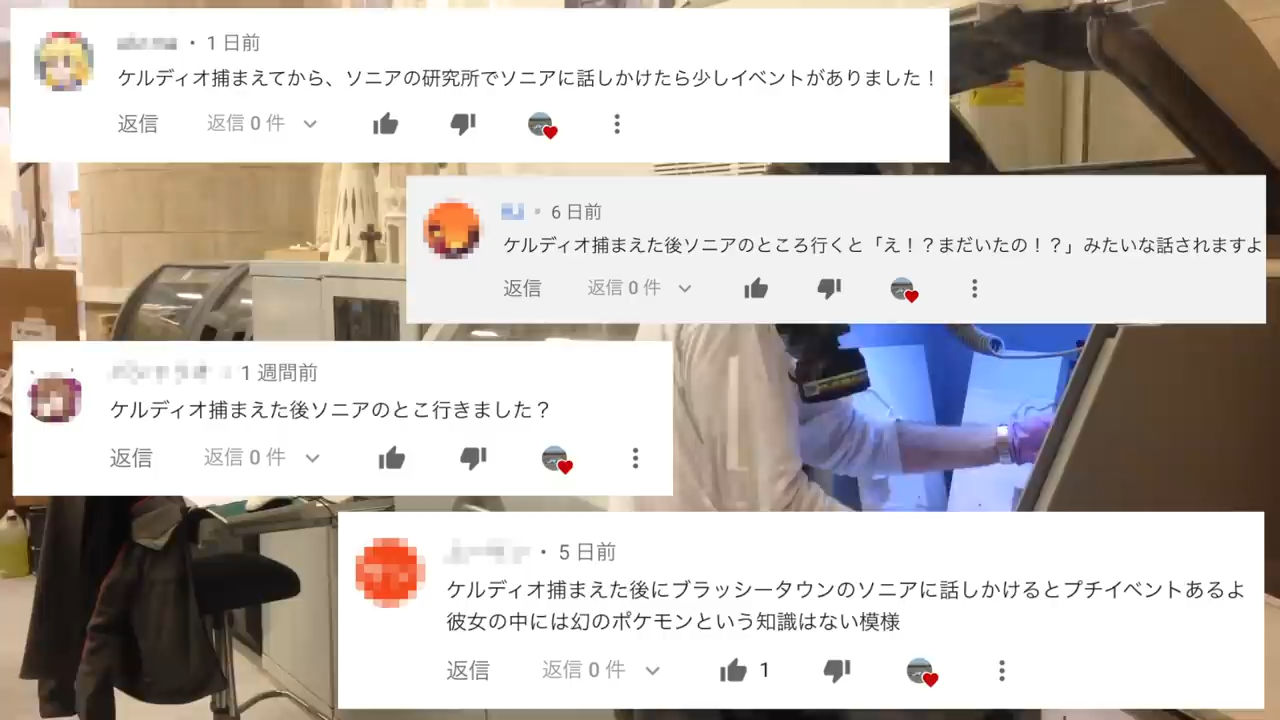 ・1 日前
ケルディオ捕まえてから、ソニアの研究所でソニアに話しかけたら少しイベントがありました！
返信 返信 0 件
・6 日前
ケルディオ捕まえた後ソニアのところ行くと「え！？まだいたの！？」みたいな話されますよ
返信 返信 0 件
1 週間前
ケルディオ捕まえた後ソニアのとこ行きました？
返信 返信 0 件
・5 日前
ケルディオ捕まえた後にブラッシータウンのソニアに話しかけるとプチイベントあるよ
彼女の中には幻のポケモンという知識はない模様
返信 返信 0 件 1